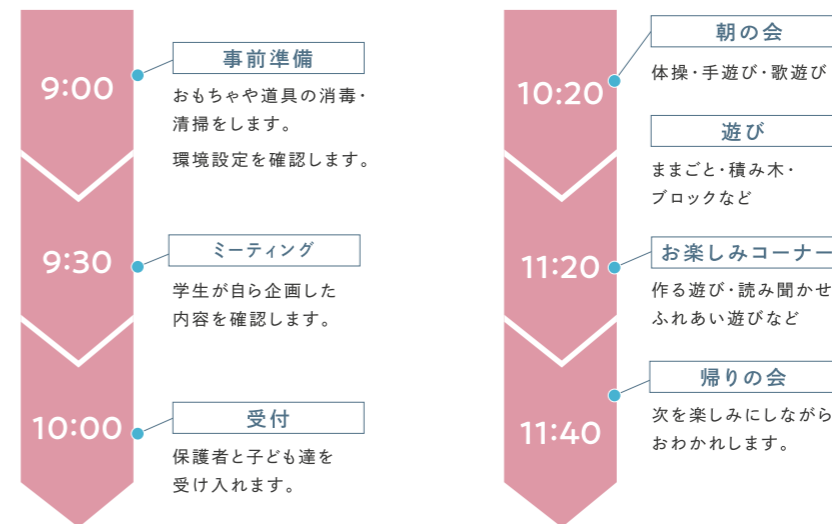 9:00
事前準備
おもちゃや道具の消毒・
清掃をします。
環境設定を確認します。
9:30
ミーティング
学生が自ら企画した
内容を確認します。
10:00
受付
保護者と子ども達を
受け入れます。
10:20
朝の会
体操・手遊び・歌遊び
遊び
ままごと・積み木・
ブロックなど
11:20
お楽しみコーナー
作る遊び・読み聞かせ
ふれあい遊びなど
11:40
帰りの会
次を楽しみにしながら
おわかれします。